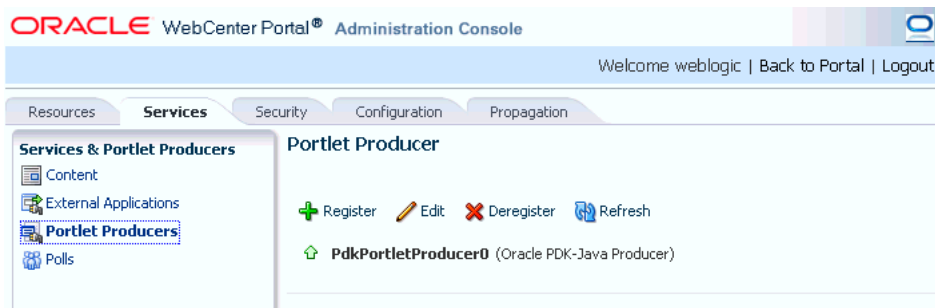 ORACLE WebCenter Portal® Administration Console
Welcome weblogic | Back to Portal | Logout
Resources Services Security Configuration Propagation
Services & Portlet Producers
Content
External Applications
Portlet Producers
Polls
Portlet Producer
Register Edit Deregister Refresh
PdkPortletProducer0 (Oracle PDK-Java Producer)